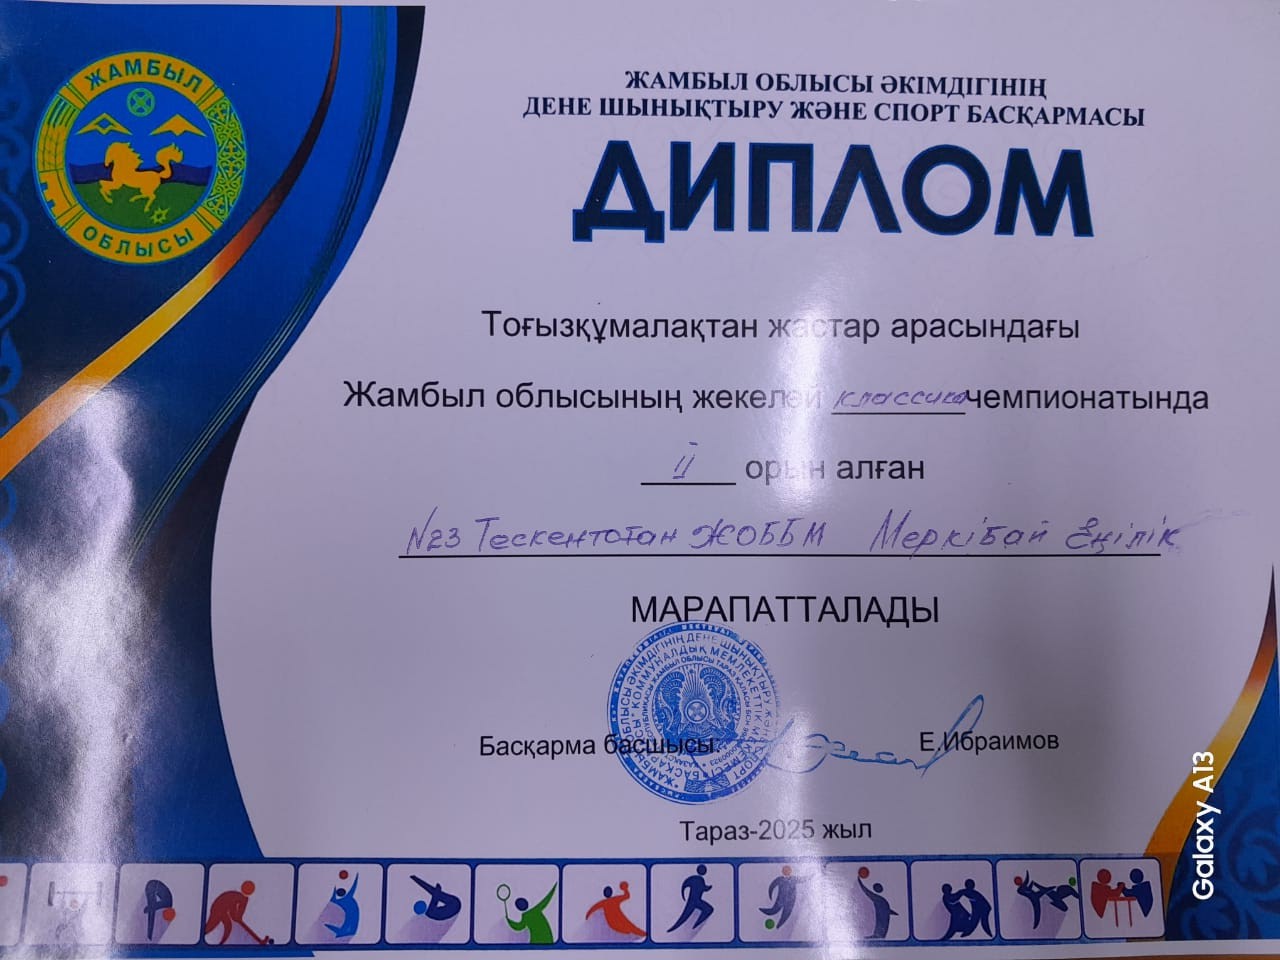 ЖАМБЫЛ ОБЛЫСЫ
ЖАМБЫЛ ОБЛЫСЫ ӘКІМДІГІНІҢ
ДЕНЕ ШЫНЫҚТЫРУ ЖӘНЕ СПОРТ БАСҚАРМАСЫ
ДИПЛОМ
Тоғызқұмалақтан жастар арасындағы
Жамбыл облысының жекелей классика чемпионатында
ІІ орын алған
№23 Тескентоған ЖОББМ Меркібай Еңілік
МАРАПАТТАЛАДЫ
Басқарма басшысы: Е.Ибраимов
Тараз-2025 жыл
Galaxy A13